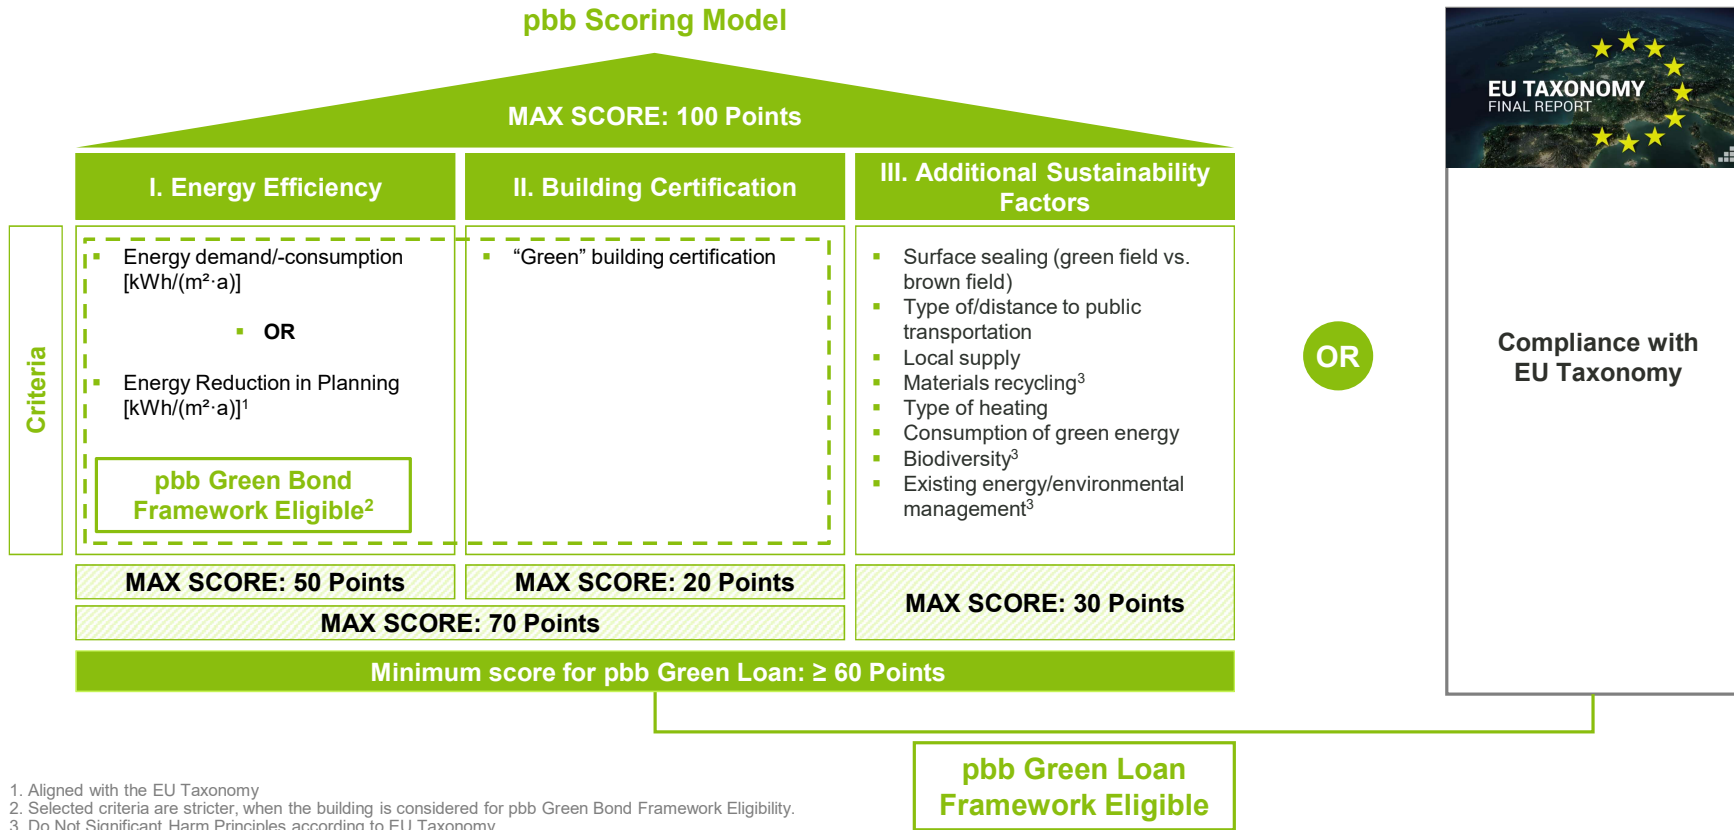 pbb Scoring Model
MAX SCORE: 100 Points
EU TAXONOMY
FINAL REPORT
I. Energy Efficiency
II. Building Certification
III. Additional Sustainability
Factors
Criteria
Energy demand/-consumption
[kWh/(m²·a)]
OR
Energy Reduction in Planning
[kWh/(m²·a)]¹
pbb Green Bond
Framework Eligible²
“Green” building certification
Surface sealing (green field vs.
brown field)
Type of/distance to public
transportation
Local supply
Materials recycling³
Type of heating
Consumption of green energy
Biodiversity³
Existing energy/environmental
management³
OR
Compliance with
EU Taxonomy
MAX SCORE: 50 Points
MAX SCORE: 20 Points
MAX SCORE: 30 Points
MAX SCORE: 70 Points
Minimum score for pbb Green Loan: ≥ 60 Points
pbb Green Loan
Framework Eligible
1. Aligned with the EU Taxonomy
2. Selected criteria are stricter, when the building is considered for pbb Green Bond Framework Eligibility.
3. Do Not Significant Harm Principles according to EU Taxonomy